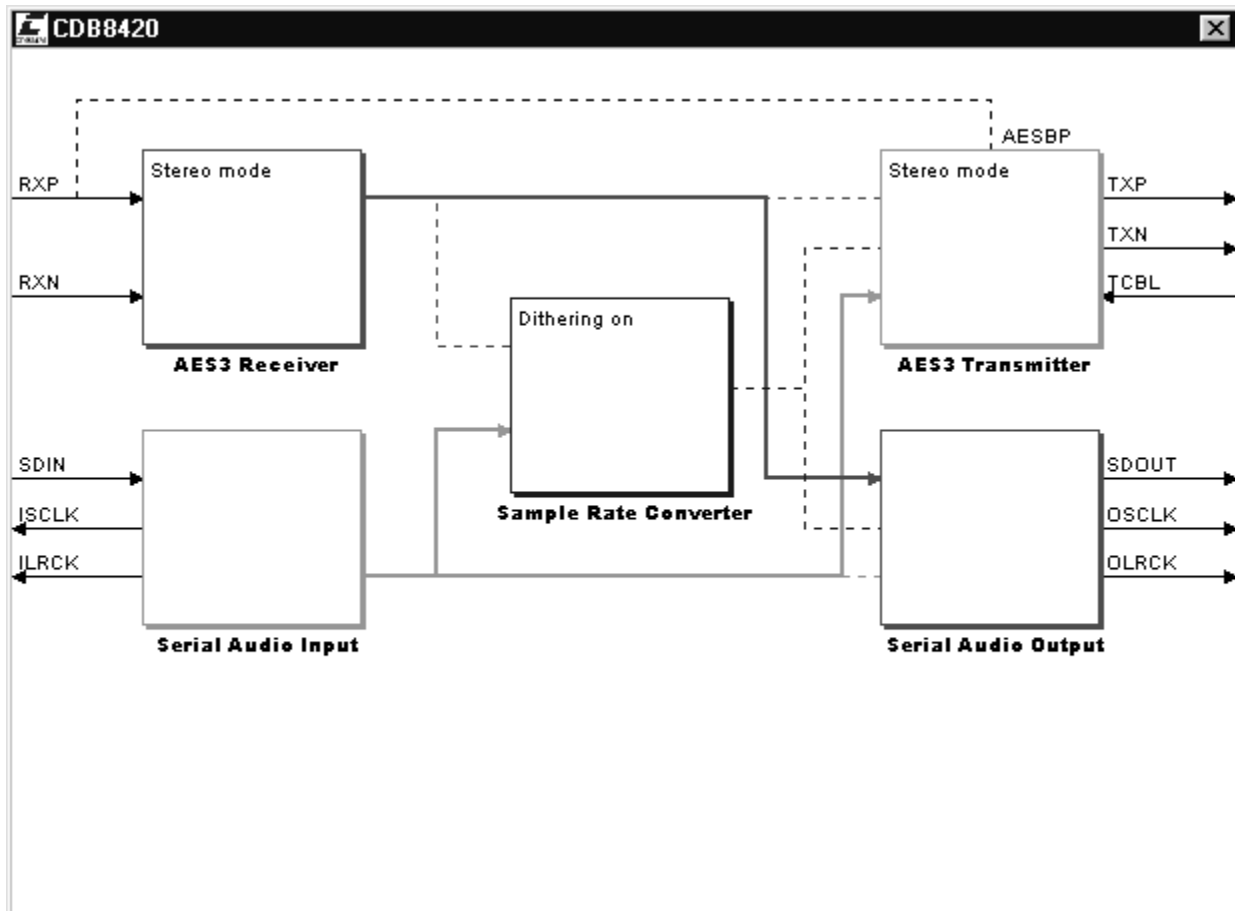 CDB8420
AESBP
Stereo mode
Stereo mode
RXP
TXP
TXN
RXN
TCBL
Dithering on
AES3 Receiver
AES3 Transmitter
SDIN
SDOUT
Sample Rate Converter
ISCLK
OSCLK
ILRCK
OLRCK
Serial Audio Input
Serial Audio Output